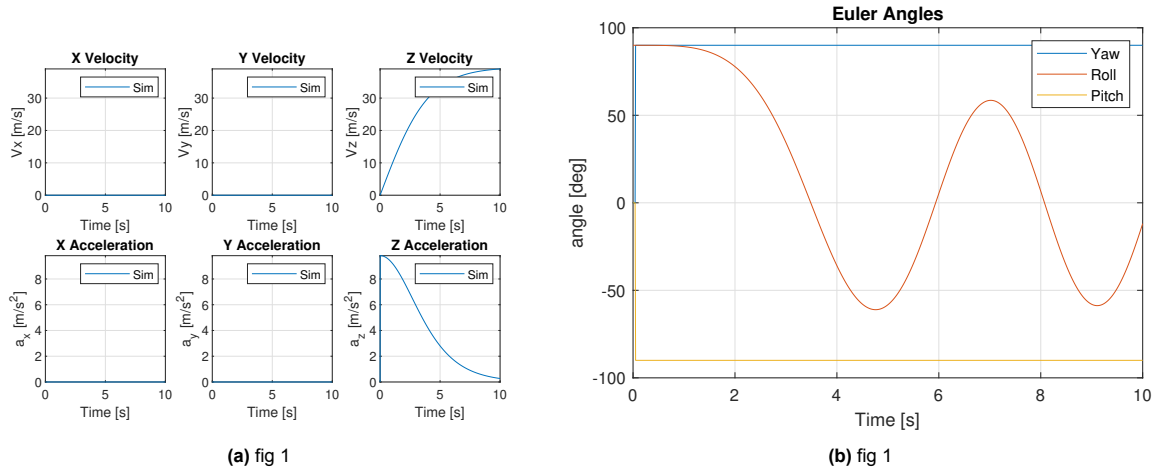 X Velocity
Sim
30
20
10
0
Vx [m/s]
0 5 10
Time [s]
Y Velocity
Sim
30
20
10
0
Vy [m/s]
0 5 10
Time [s]
Z Velocity
Sim
30
20
10
0
Vz [m/s]
0 5 10
Time [s]
X Acceleration
Sim
8
6
4
2
0
a_x [m/s²]
0 5 10
Time [s]
Y Acceleration
Sim
8
6
4
2
0
a_y [m/s²]
0 5 10
Time [s]
Z Acceleration
Sim
8
6
4
2
0
a_z [m/s²]
0 5 10
Time [s]
(a) fig 1
Euler Angles
Yaw
Roll
Pitch
100
50
0
-50
-100
angle [deg]
0 2 4 6 8 10
Time [s]
(b) fig 1